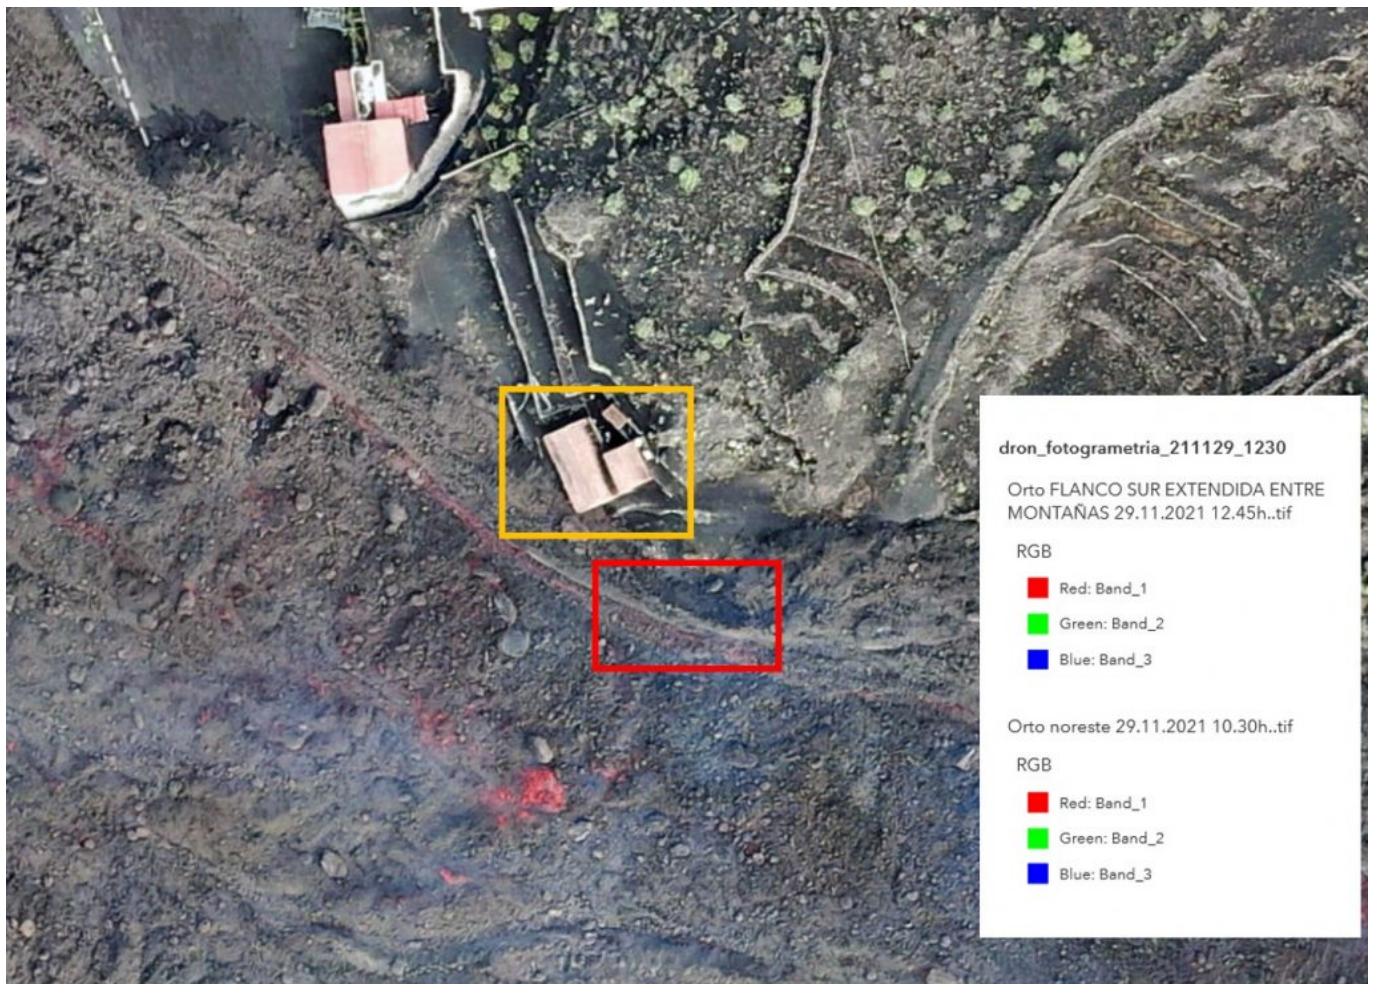 dron_fotogrametria_211129_1230
Orto FLANCO SUR EXTENDIDA ENTRE
MONTAÑAS 29.11.2021 12.45h..tif
RGB
Red: Band_1
Green: Band_2
Blue: Band_3
Orto noreste 29.11.2021 10.30h..tif
RGB
Red: Band_1
Green: Band_2
Blue: Band_3